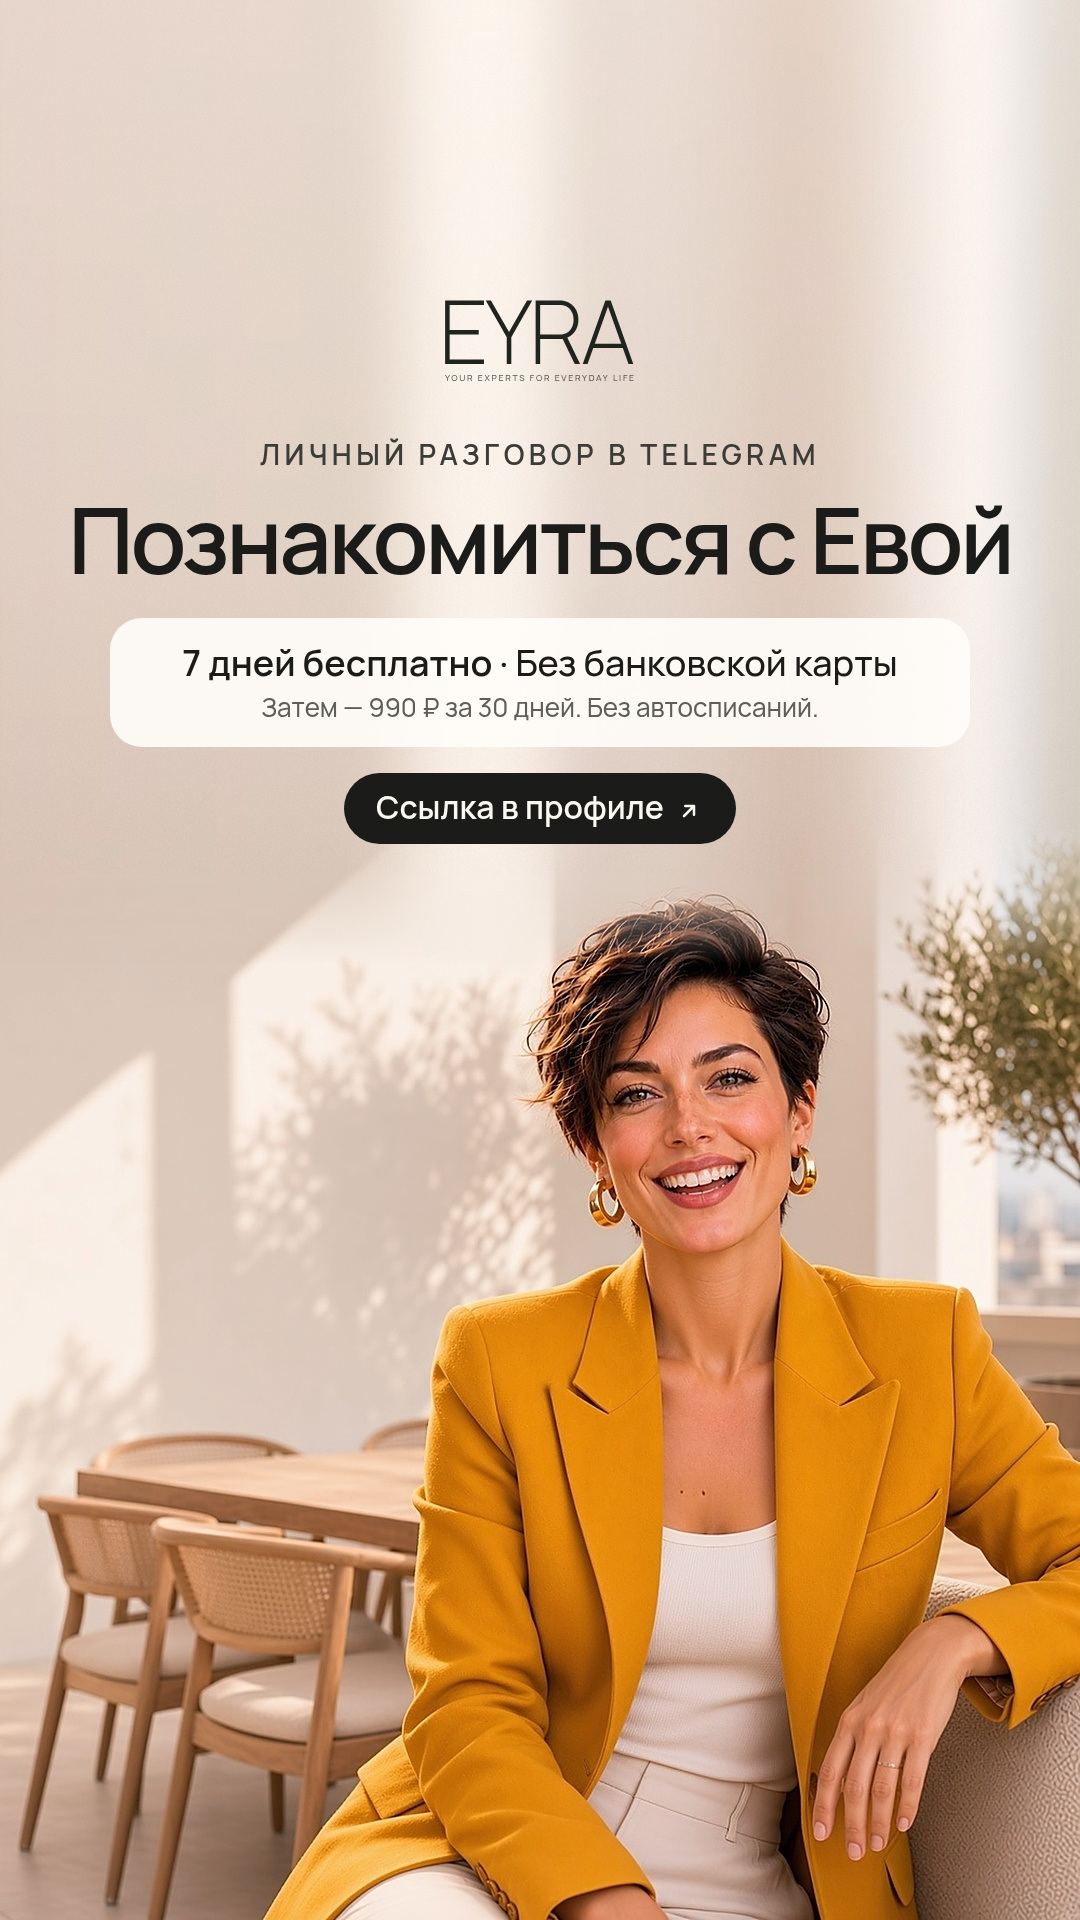 EYRA
YOUR EXPERTS FOR EVERYDAY LIFE
ЛИЧНЫЙ РАЗГОВОР В TELEGRAM
Познакомиться с Евой
7 дней бесплатно · Без банковской карты
Затем — 990 ₽ за 30 дней. Без автосписаний.
Ссылка в профиле ↗